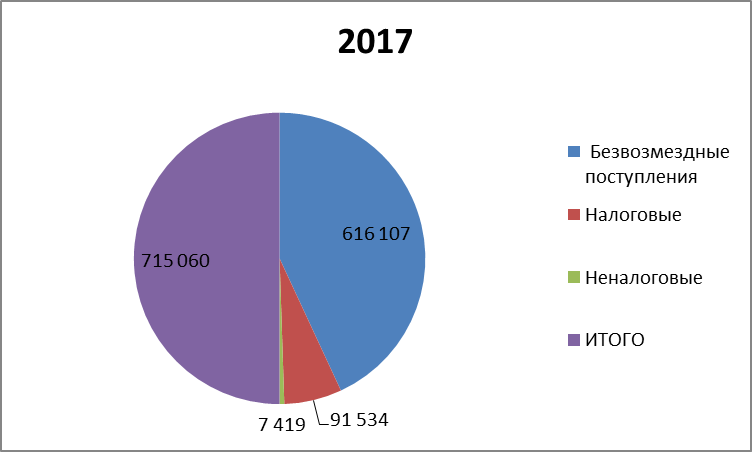 2017
Безвозмездные
поступления
Налоговые
Неналоговые
ИТОГО
616 107
715 060
7 419
91 534